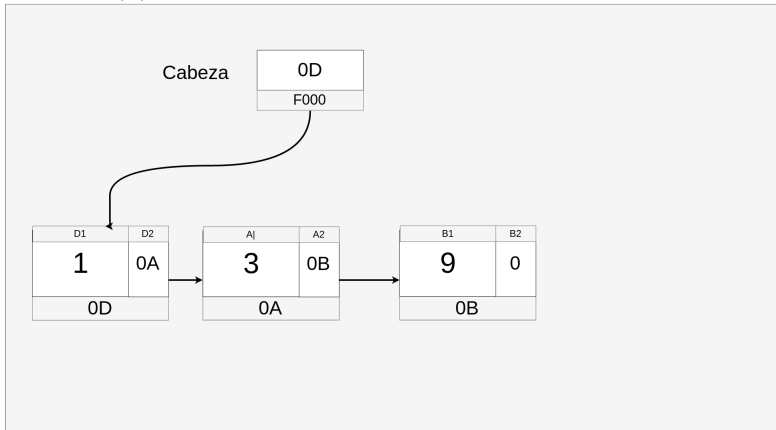 0D
Cabeza
F000
D1 D2 A| A2 B1 B2
1 0A 3 0B 9 0
0D 0A 0B